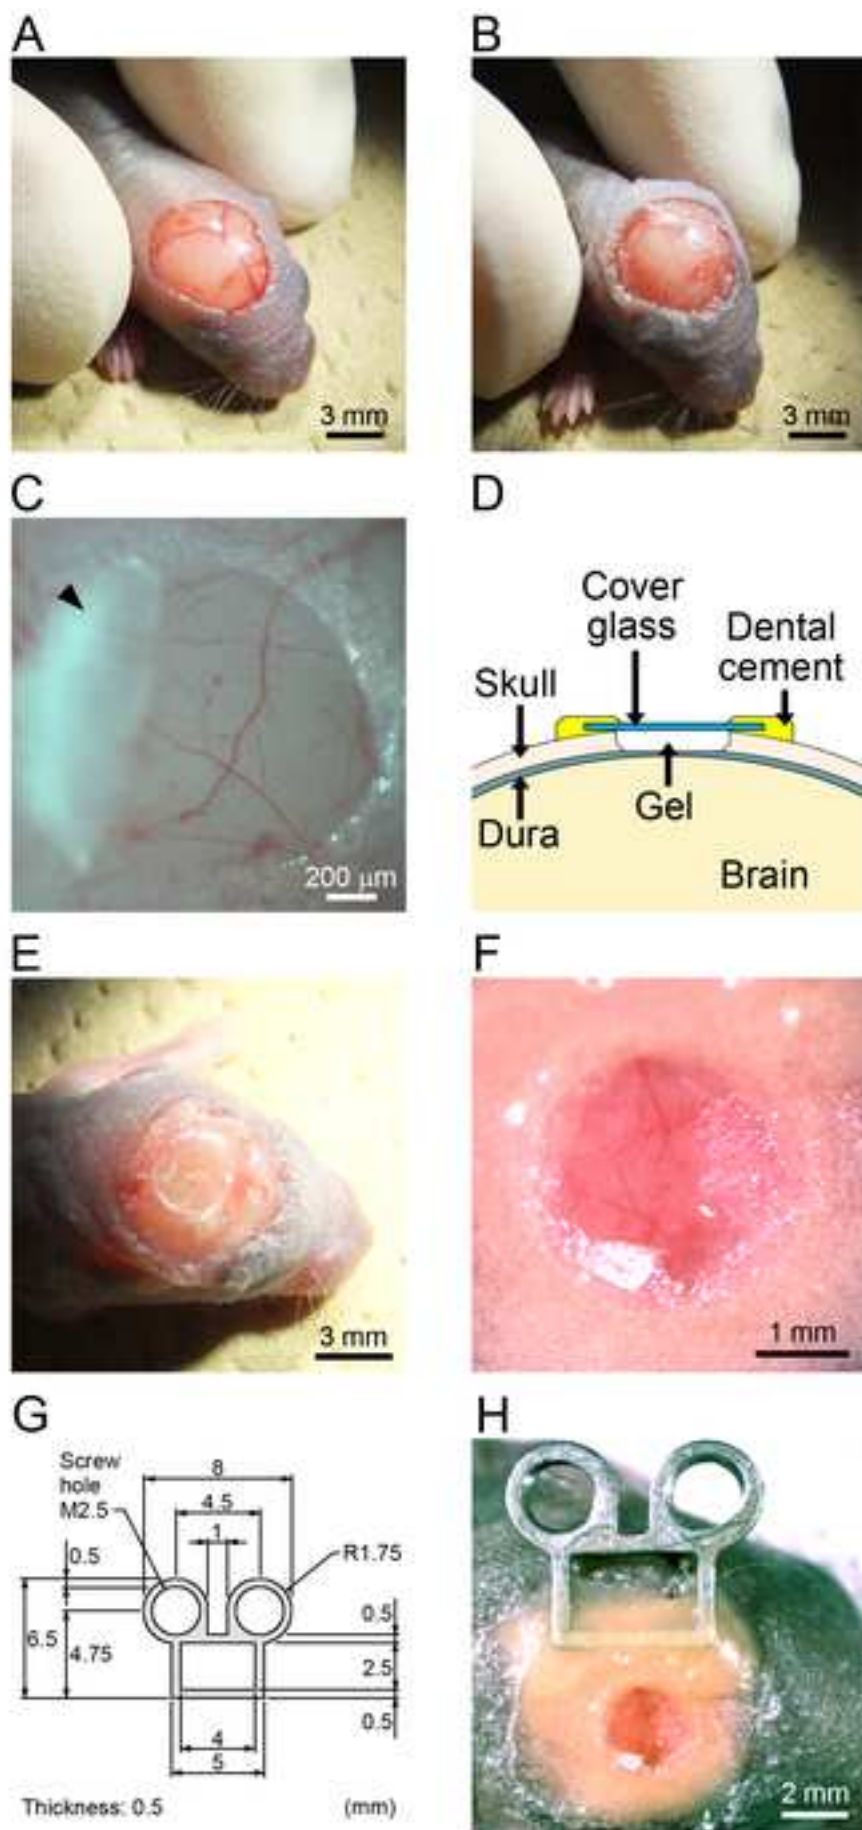 A
B
3 mm
3 mm
C
D
Cover
glass
Dental
cement
Skull
Gel
Dura
Brain
200 μm
E
F
3 mm
1 mm
G
H
Screw
hole
M2.5
8
4.5
1
0.5
R1.75
6.5
4.75
0.5
2.5
0.5
4
5
Thickness: 0.5
(mm)
2 mm